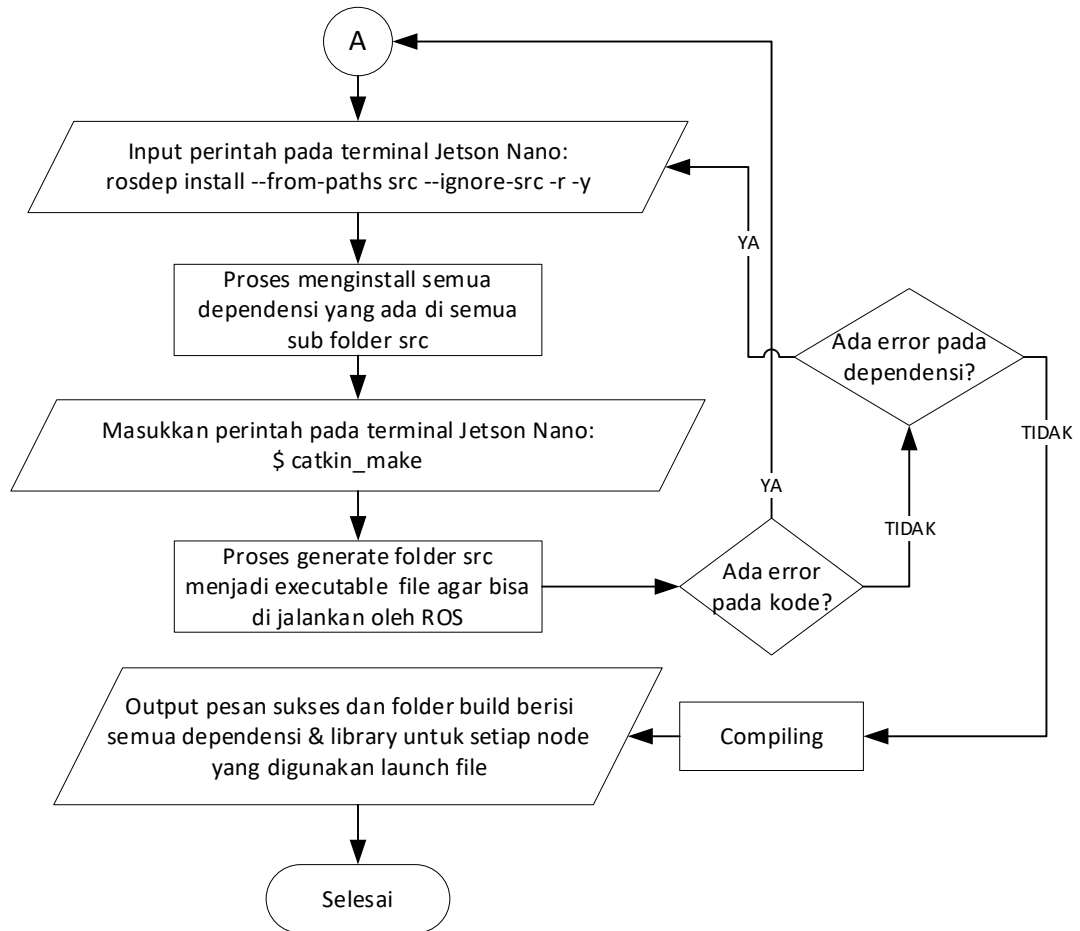 A
Input perintah pada terminal Jetson Nano:
rosdep install --from-paths src --ignore-src -r -y
YA
Proses menginstall semua
dependensi yang ada di semua
sub folder src
Ada error pada
dependensi?
Masukkan perintah pada terminal Jetson Nano:
$ catkin_make
TIDAK
YA
TIDAK
Proses generate folder src
menjadi executable file agar bisa
di jalankan oleh ROS
Ada error
pada kode?
Output pesan sukses dan folder build berisi
semua dependensi & library untuk setiap node
yang digunakan launch file
Compiling
Selesai